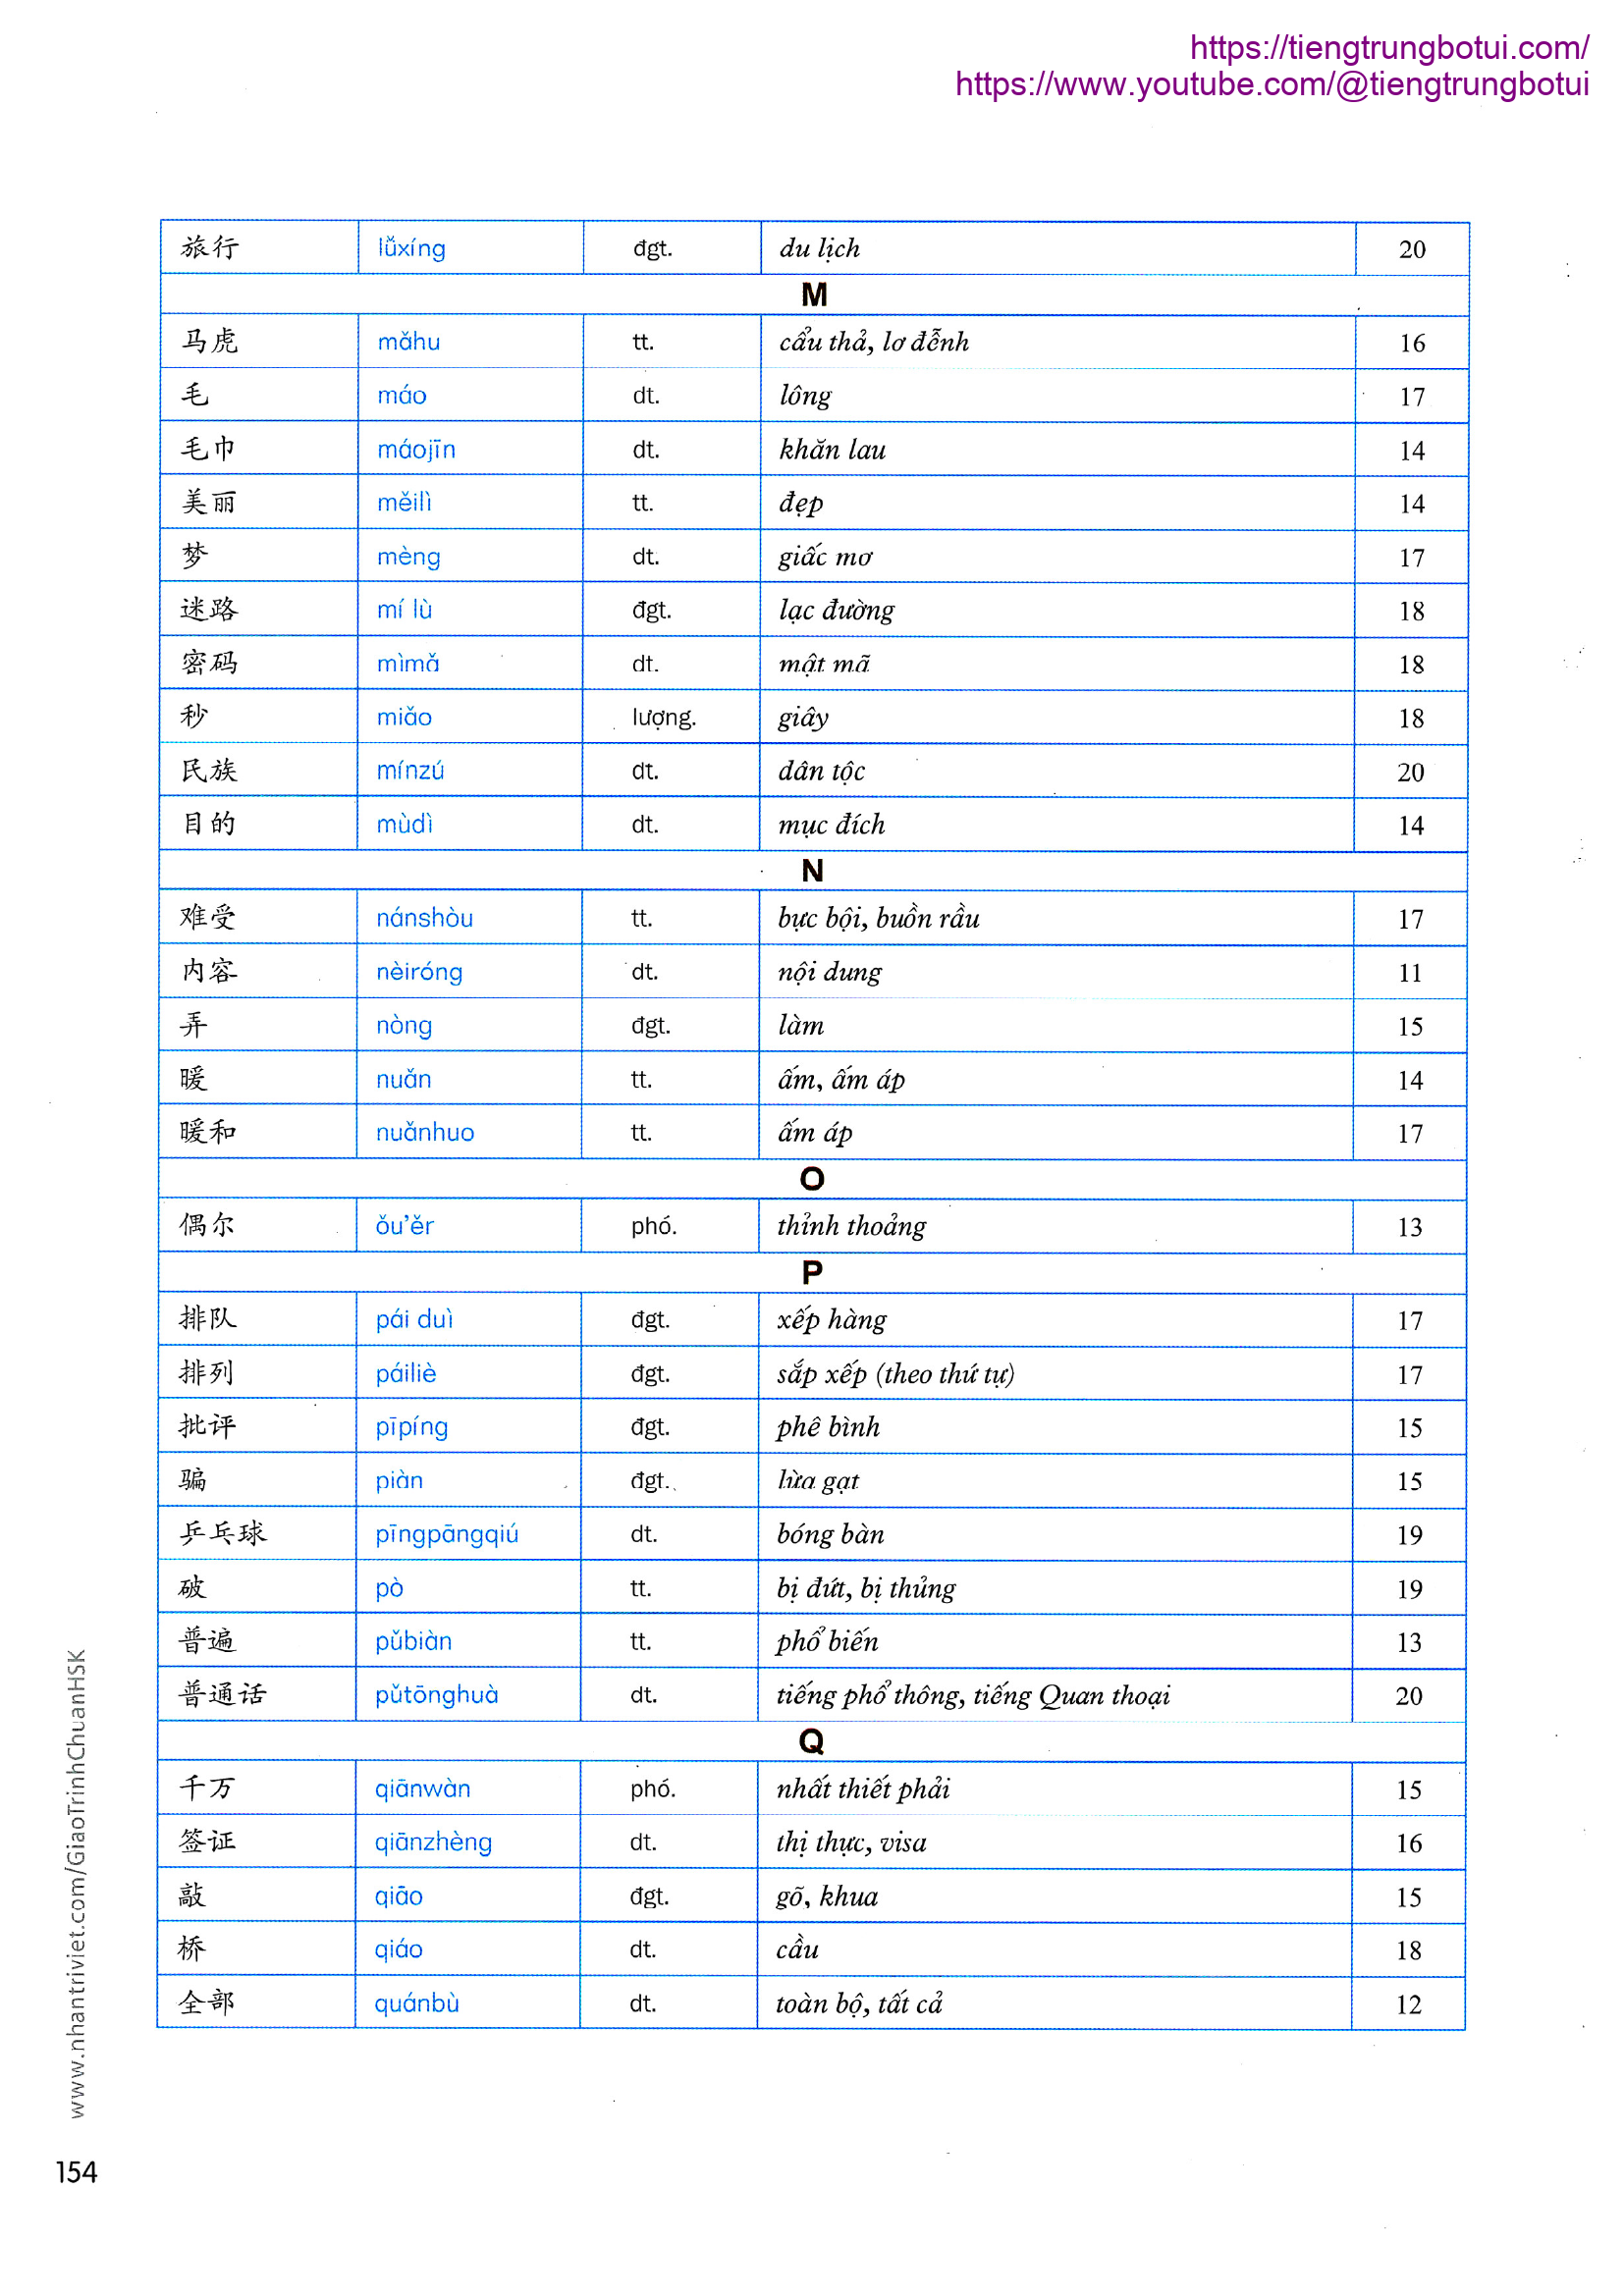 https://tiengtrungbotui.com/
https://www.youtube.com/@tiengtrungbotui
旅行 lǚxíng đgt. du lịch 20
M
马虎 mǎhu tt. cẩu thả, lơ đễnh 16
毛 máo dt. lông 17
毛巾 máojīn dt. khăn lau 14
美丽 měilì tt. đẹp 14
梦 mèng dt. giấc mơ 17
迷路 mí lù đgt. lạc đường 18
密码 mìmǎ dt. mật mã 18
秒 miǎo lượng. giây 18
民族 mínzú dt. dân tộc 20
目的 mùdì dt. mục đích 14
N
难受 nánshòu tt. bực bội, buồn rầu 17
内容 nèiróng dt. nội dung 11
弄 nòng đgt. làm 15
暖 nuǎn tt. ấm, ấm áp 14
暖和 nuǎnhuo tt. ấm áp 17
O
偶尔 ǒu’ěr phó. thỉnh thoảng 13
P
排队 pái duì đgt. xếp hàng 17
排列 páiliè đgt. sắp xếp (theo thứ tự) 17
批评 pīpíng đgt. phê bình 15
骗 piàn đgt. lừa gạt 15
乒乓球 pīngpāngqiú dt. bóng bàn 19
破 pò tt. bị đứt, bị thủng 19
普遍 pǔbiàn tt. phổ biến 13
普通话 pǔtōnghuà dt. tiếng phổ thông, tiếng Quan thoại 20
Q
千万 qiānwàn phó. nhất thiết phải 15
签证 qiānzhèng dt. thị thực, visa 16
敲 qiāo đgt. gõ, khua 15
桥 qiáo dt. cầu 18
全部 quánbù dt. toàn bộ, tất cả 12
www.nhantriviet.com/GiaoTrinhChuanHSK
154